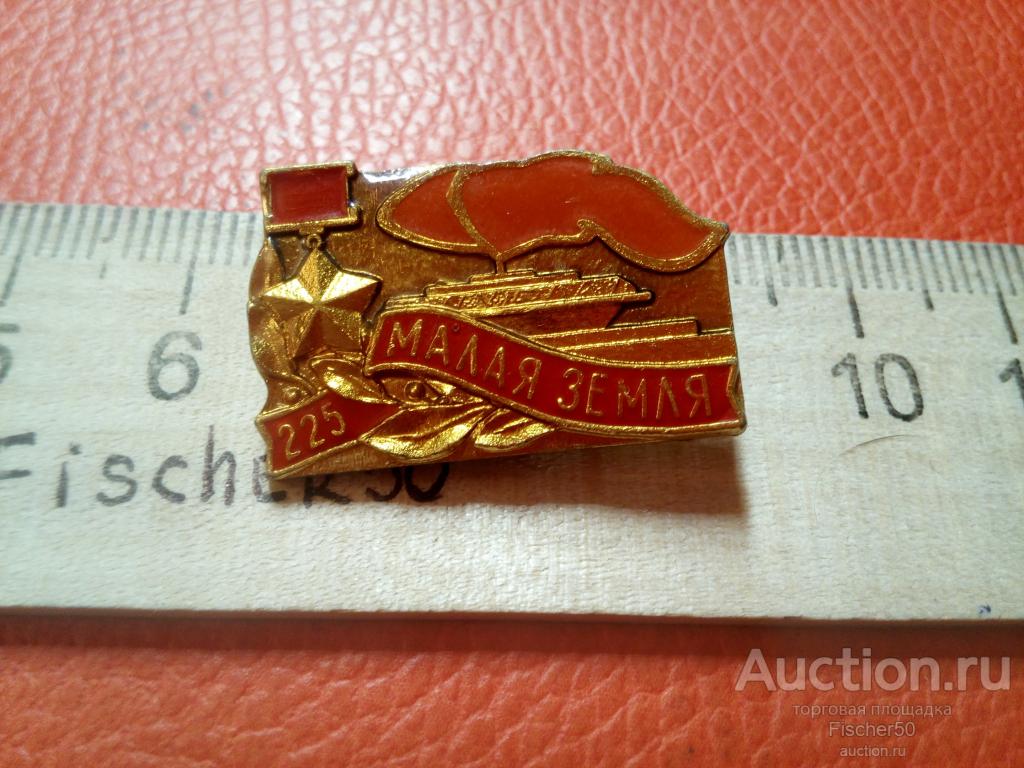 МАЛАЯ ЗЕМЛЯ
225
6
10
Fischer50
Auction.ru
торговая площадка
Fischer50
auction.ru